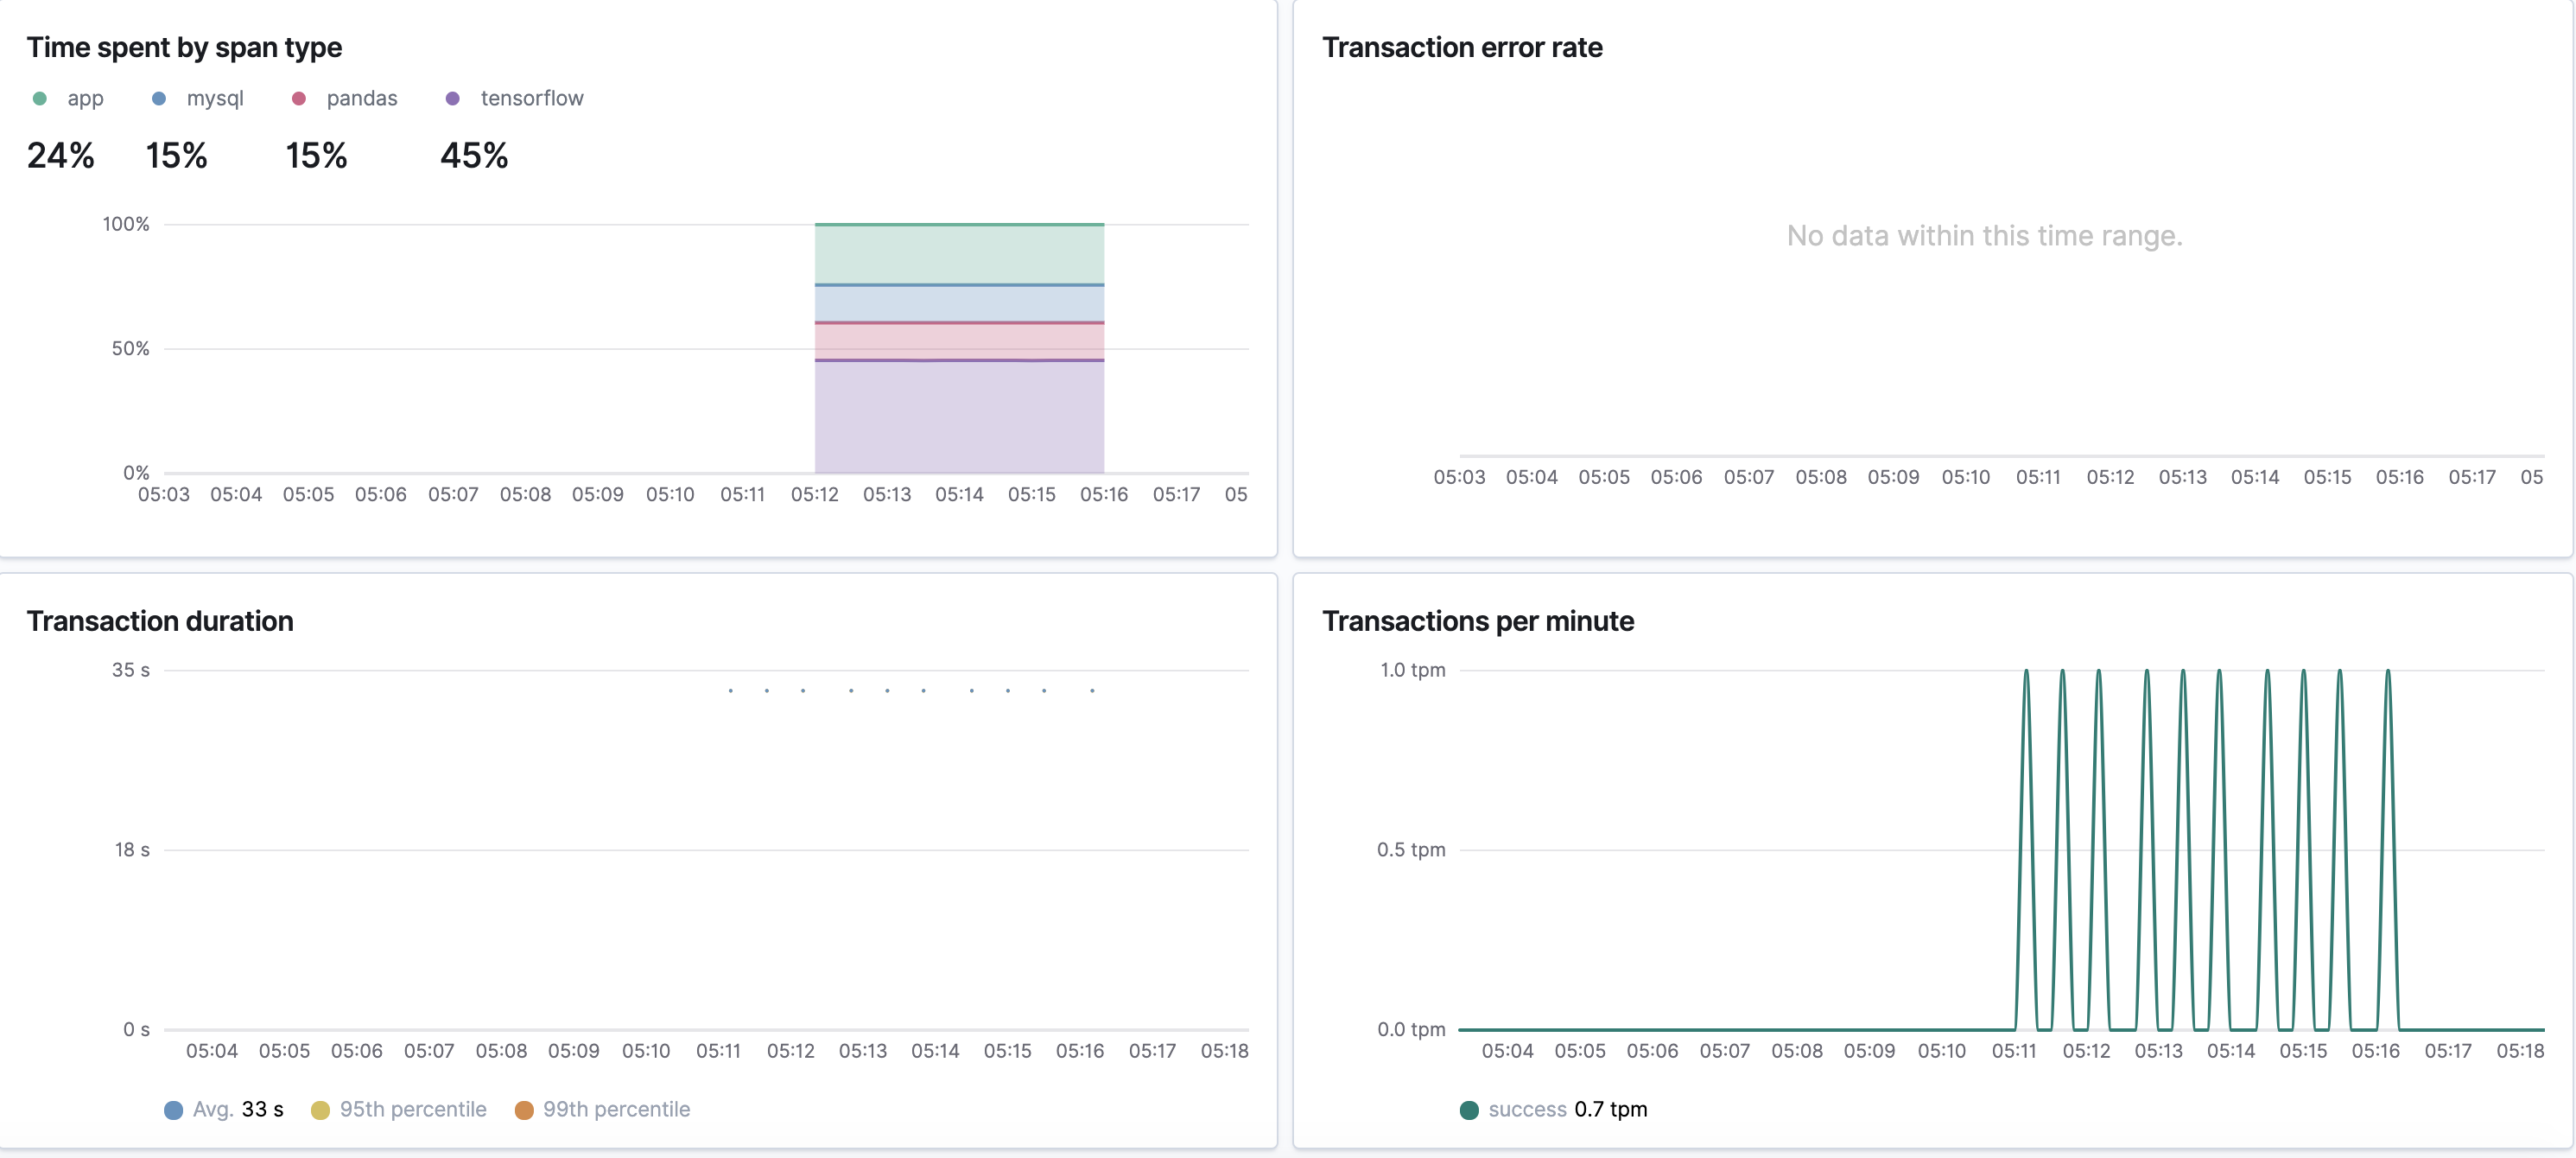 Time spent by span type
app mysql pandas tensorflow
24% 15% 15% 45%
100%
50%
0%
05:03 05:04 05:05 05:06 05:07 05:08 05:09 05:10 05:11 05:12 05:13 05:14 05:15 05:16 05:17 05
Transaction error rate
No data within this time range.
05:03 05:04 05:05 05:06 05:07 05:08 05:09 05:10 05:11 05:12 05:13 05:14 05:15 05:16 05:17 05
Transaction duration
35 s
18 s
0 s
05:04 05:05 05:06 05:07 05:08 05:09 05:10 05:11 05:12 05:13 05:14 05:15 05:16 05:17 05:18
Avg. 33 s 95th percentile 99th percentile
Transactions per minute
1.0 tpm
0.5 tpm
0.0 tpm
05:04 05:05 05:06 05:07 05:08 05:09 05:10 05:11 05:12 05:13 05:14 05:15 05:16 05:17 05:18
success 0.7 tpm